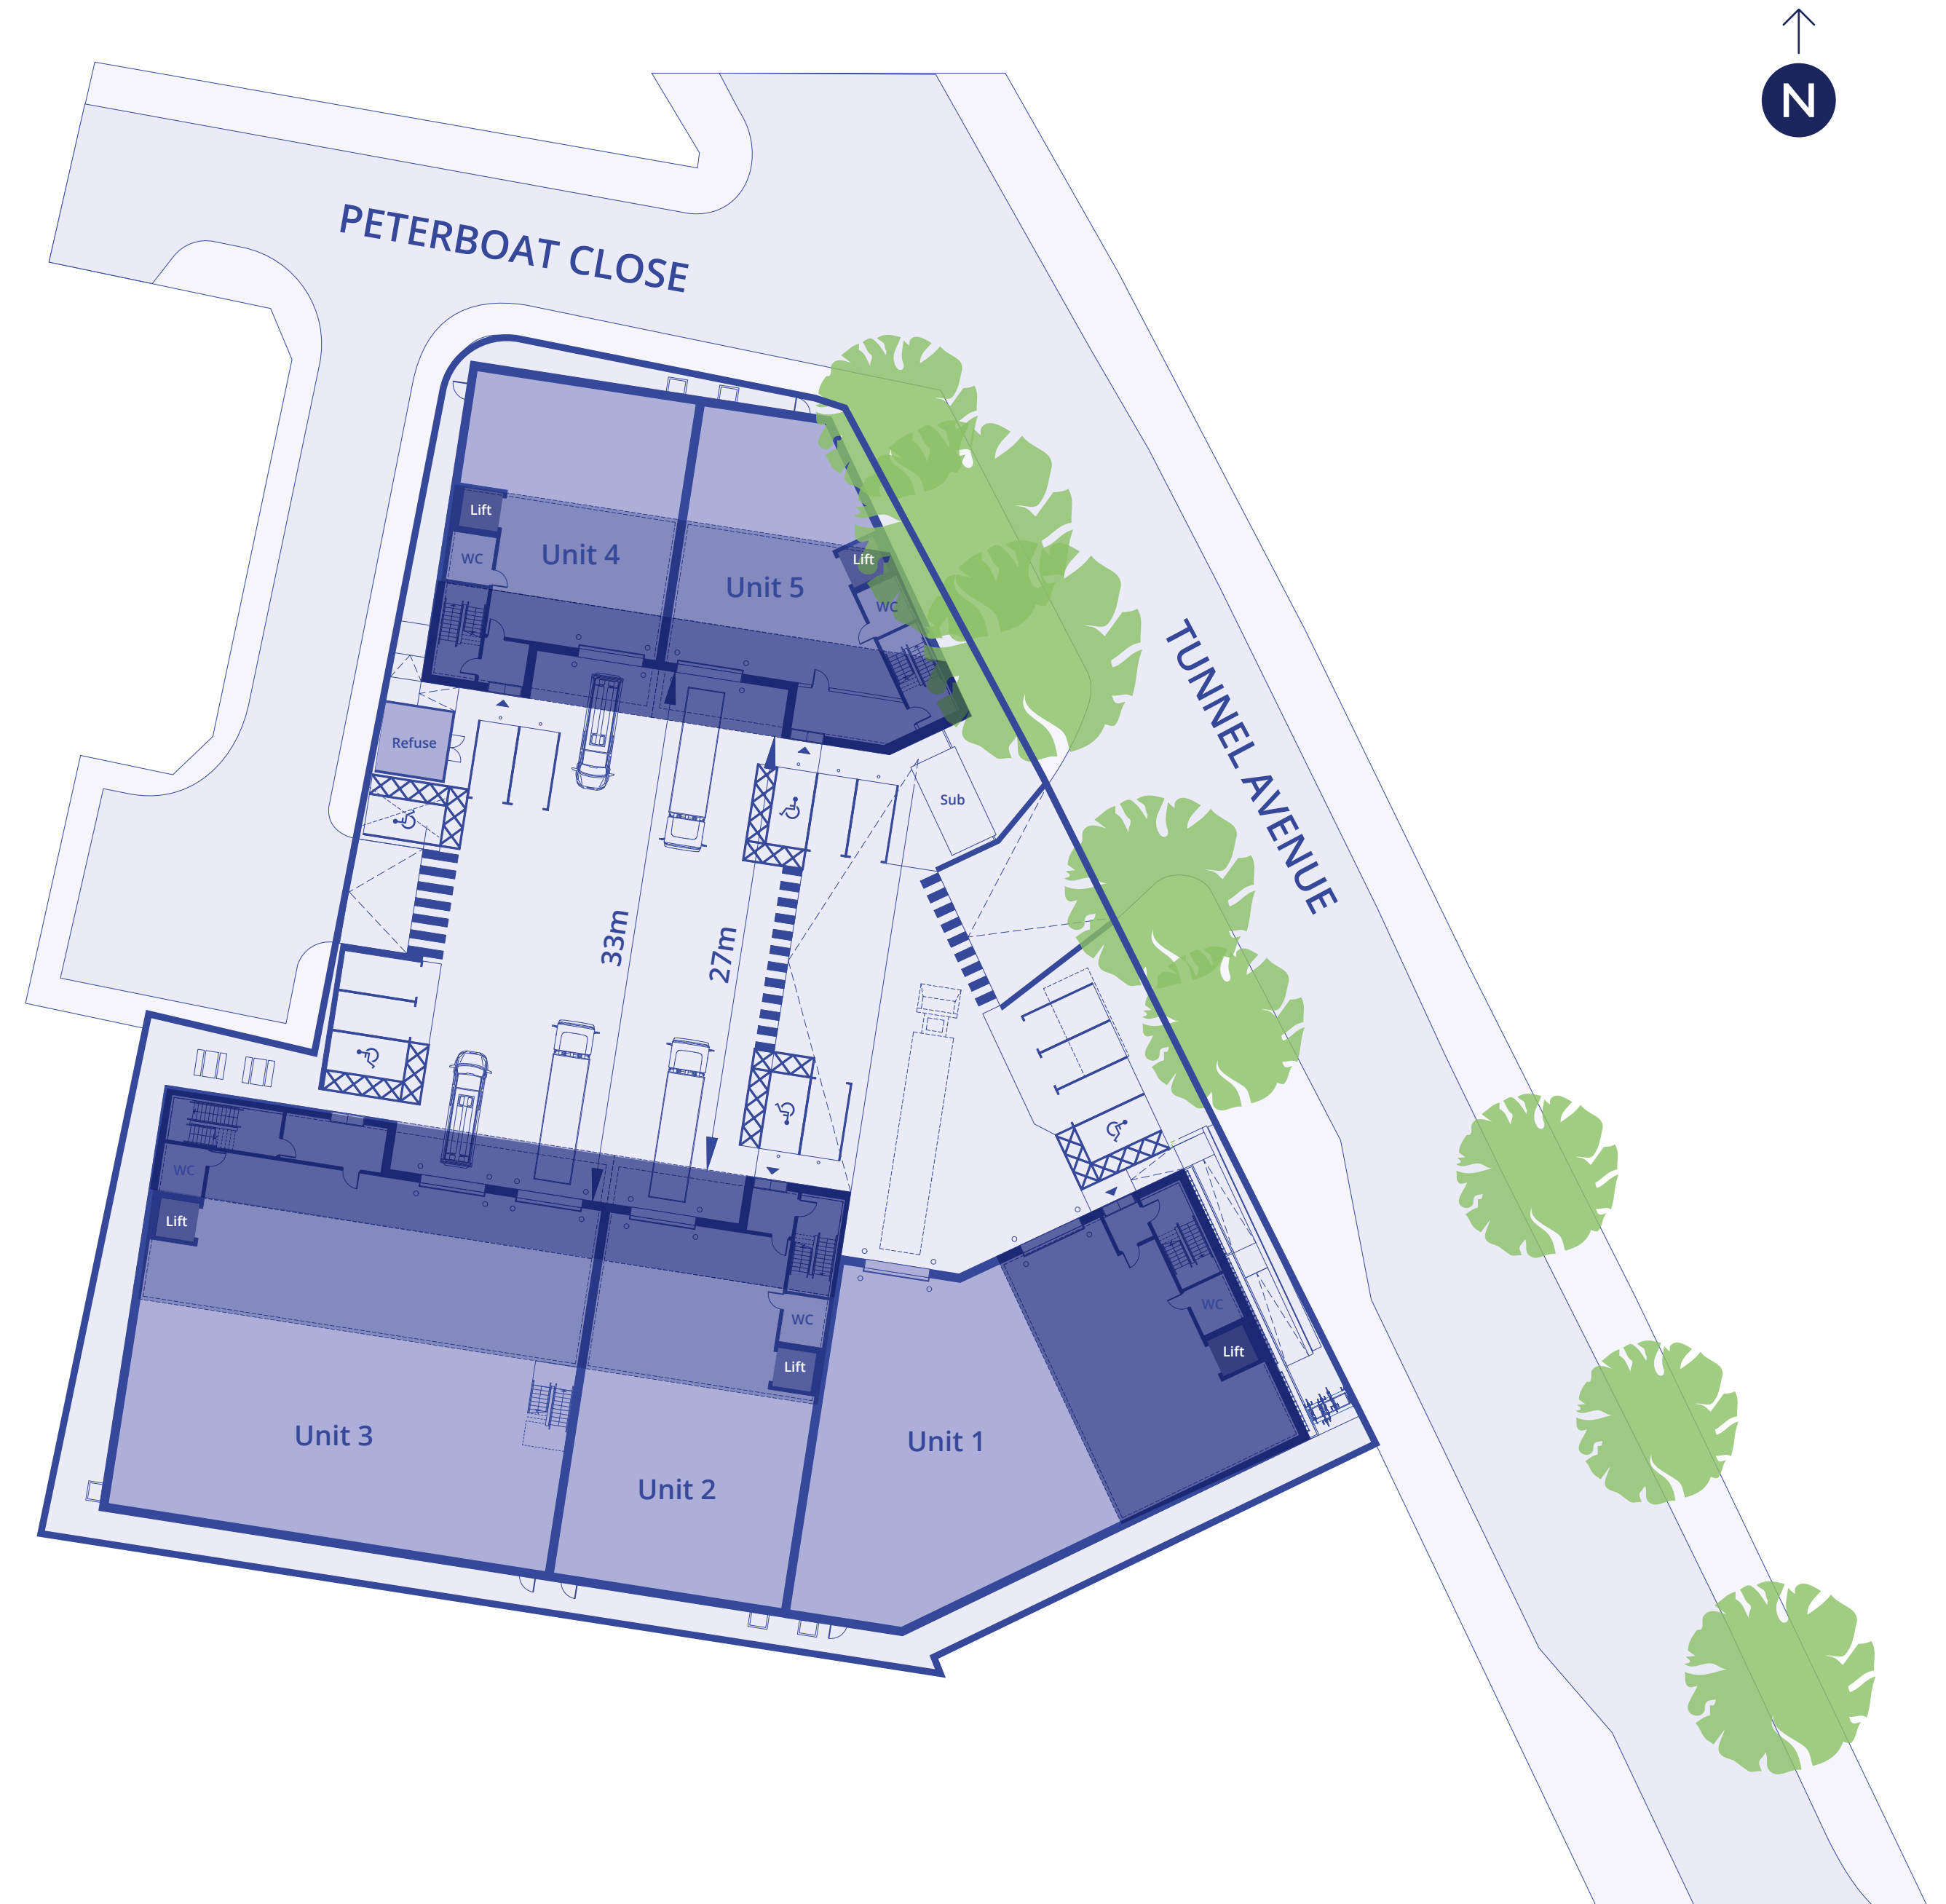 N
PETERBOAT CLOSE
TUNNEL AVENUE
Lift
WC
Unit 4
Unit 5
Lift
WC
Refuse
Sub
33m
27m
WC
Lift
Unit 3
WC
Lift
Unit 2
Unit 1
WC
Lift